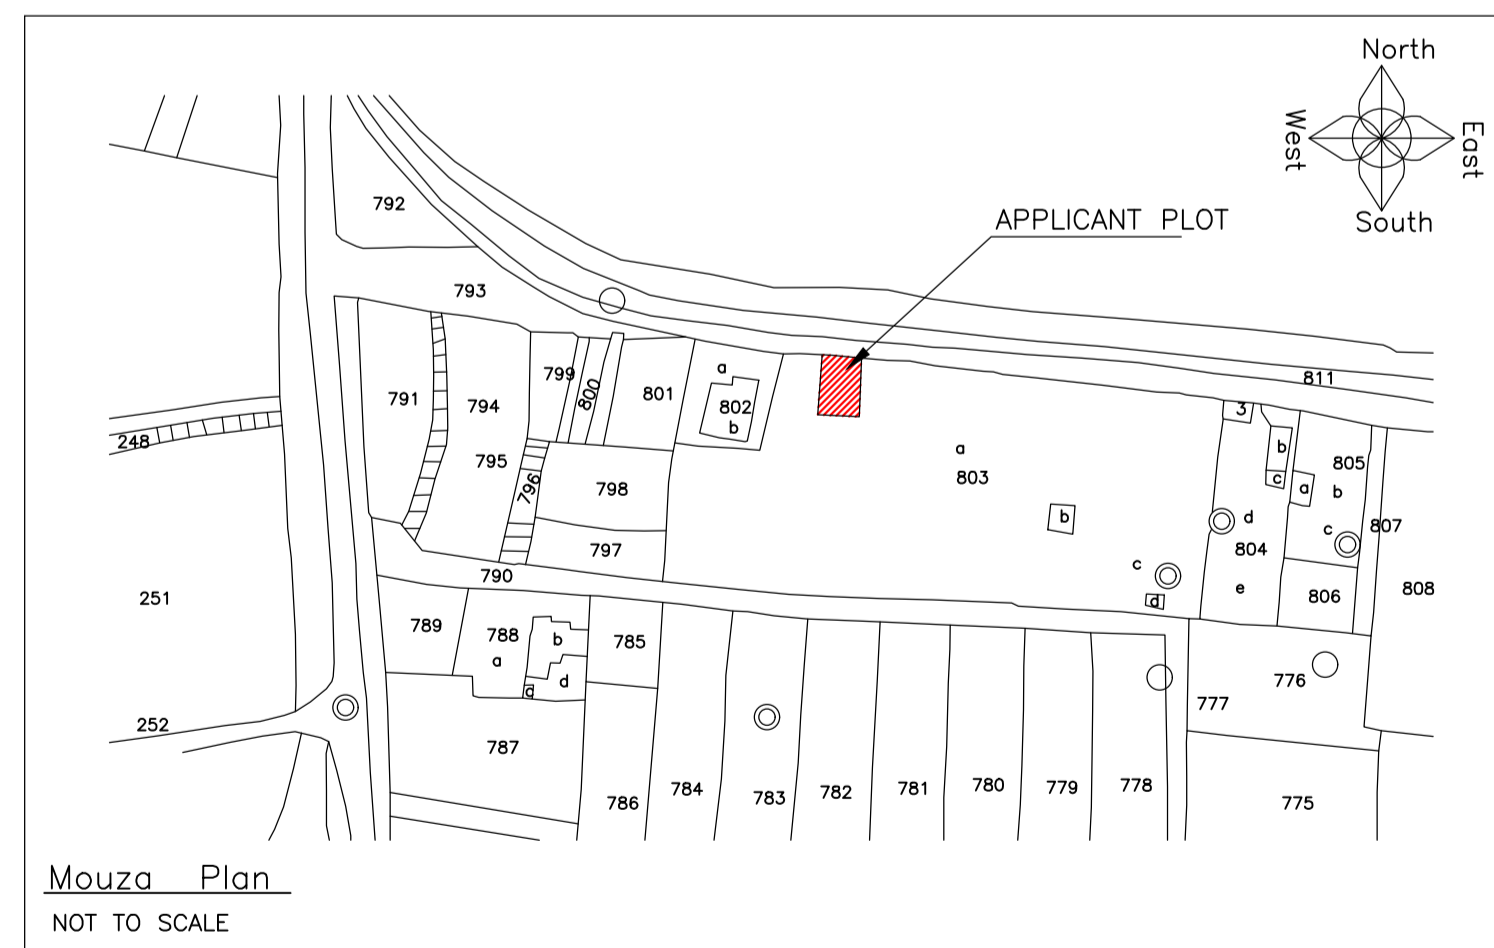 North
West
East
South
APPLICANT PLOT
792
793
811
791
794
799
800
801
a
802
b
3
248
795
796
798
a
803
b
b
c
a
805
b
c
d
804
e
807
797
790
c
d
806
808
251
789
788
a
b
c
d
785
776
777
252
787
786
784
783
782
781
780
779
778
775
Mouza Plan
NOT TO SCALE